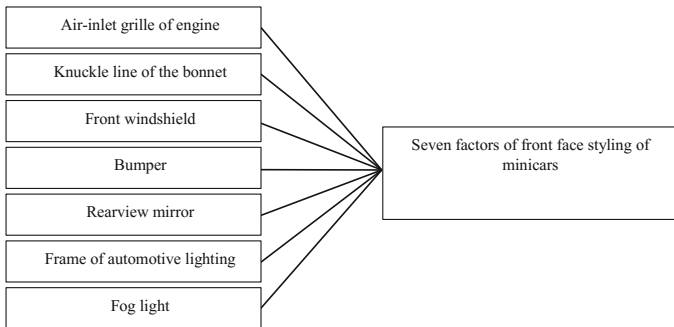 Air-inlet grille of engine
Knuckle line of the bonnet
Front windshield
Bumper
Rearview mirror
Frame of automotive lighting
Fog light
Seven factors of front face styling of
minicars